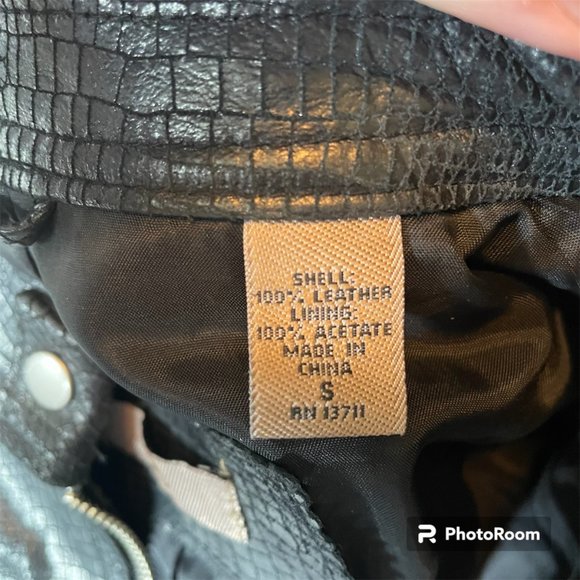 SHELL:
100% LEATHER
LINING:
100% ACETATE
MADE IN
CHINA
S
RN 13711
PhotoRoom